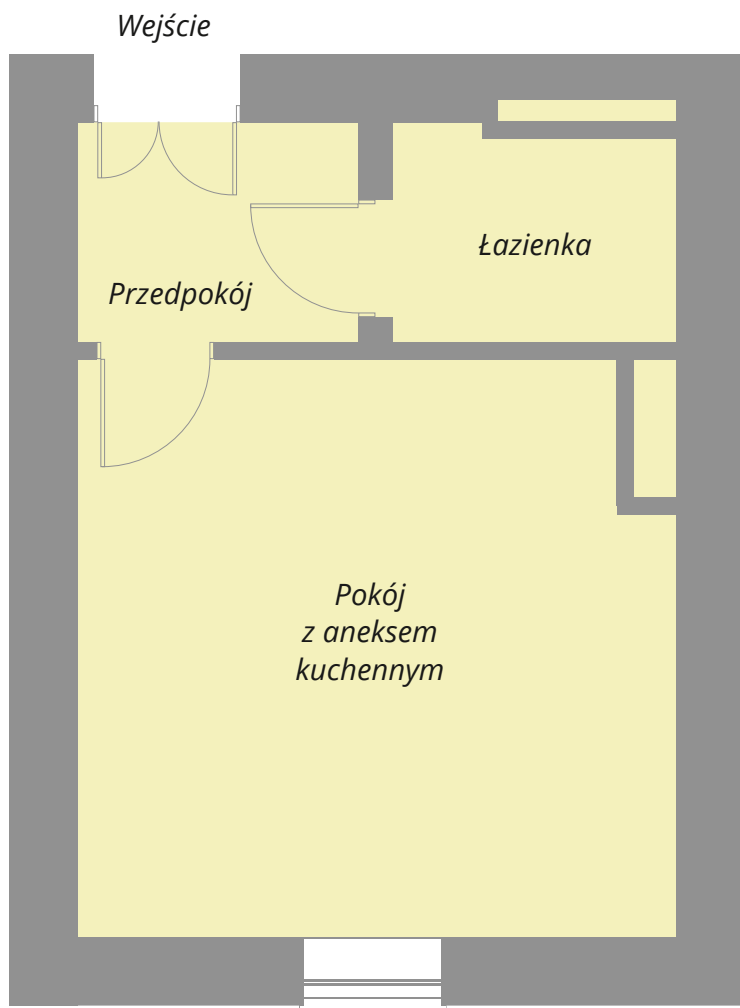 Wejście
Łazienka
Przedpokój
Pokój
z aneksem
kuchennym